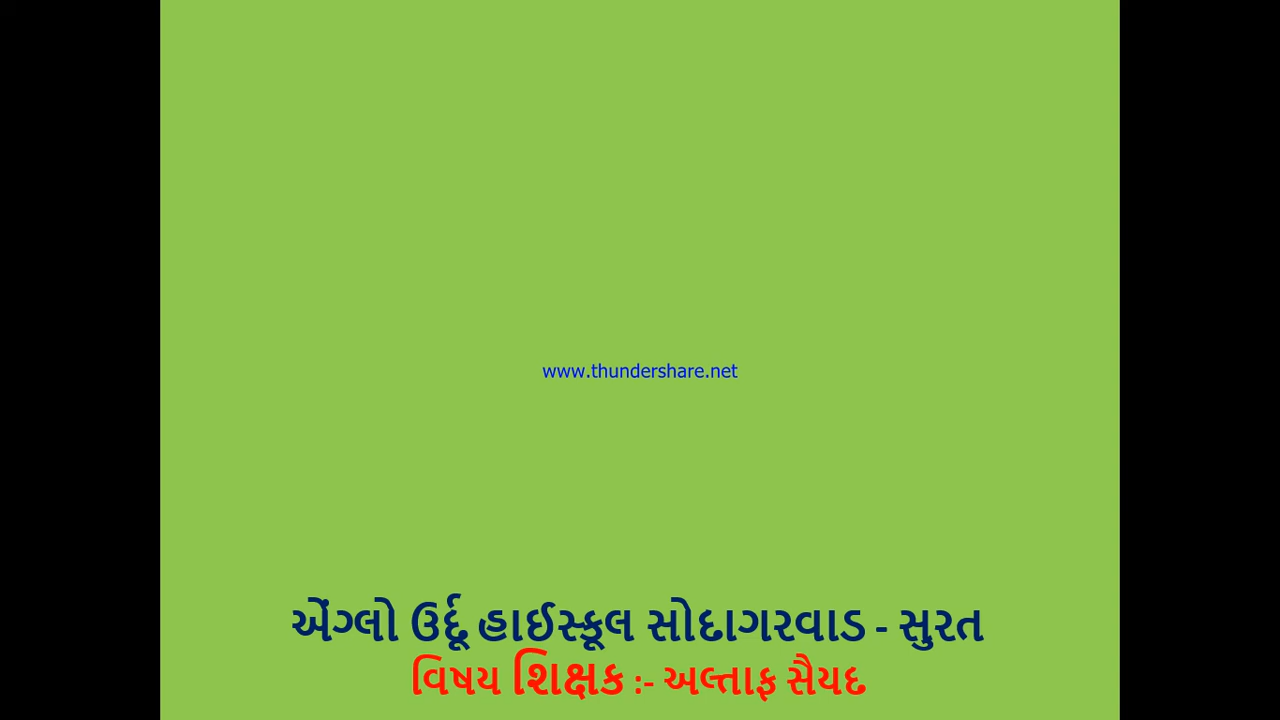 www.thundershare.net
એંગ્લો ઉર્દૂ હાઈસ્કૂલ સોદાગરવાડ - સુરત
વિષય શિક્ષક :- અલ્તાફ સૈયદ